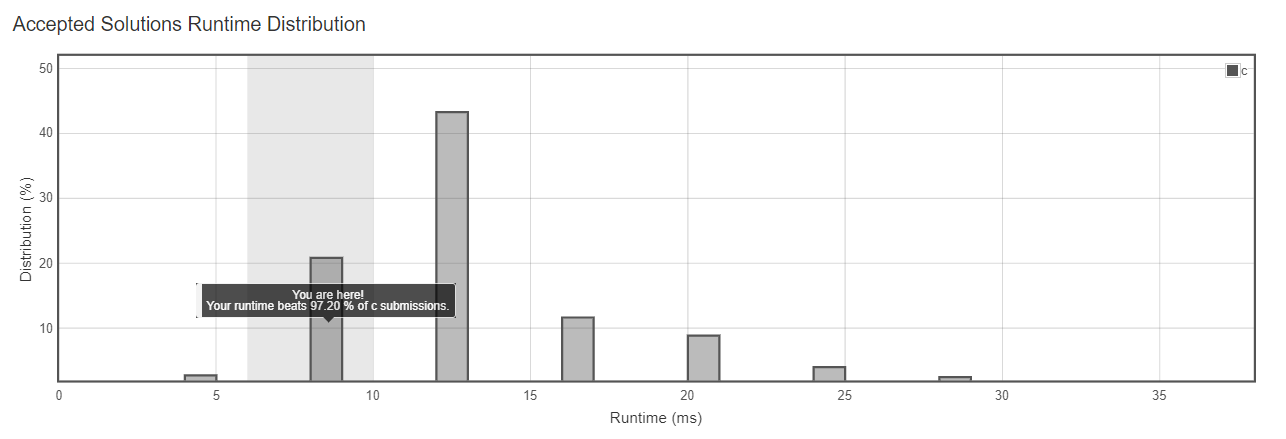 Accepted Solutions Runtime Distribution
50
c
40
30
20
10
Distribution (%)
You are here!
Your runtime beats 97.20 % of c submissions.
0 5 10 15 20 25 30 35
Runtime (ms)